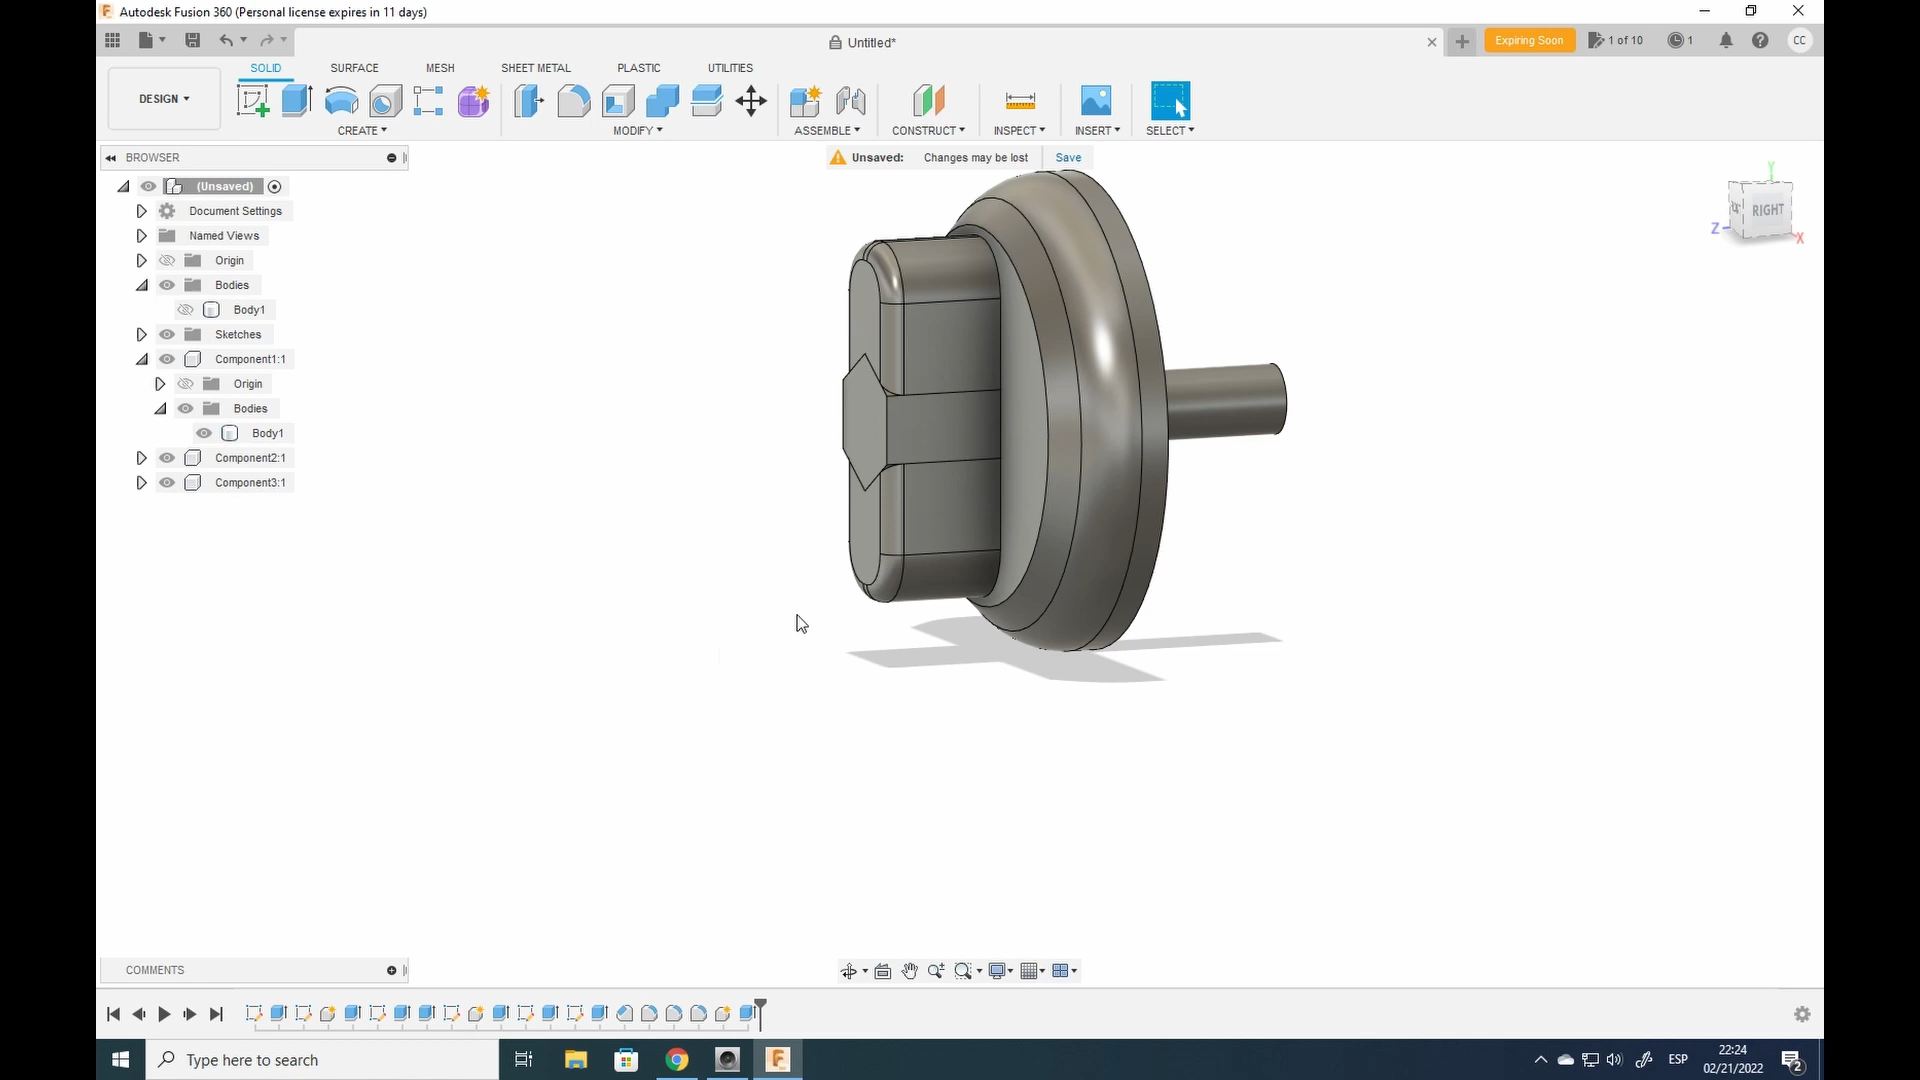 Autodesk Fusion 360 (Personal license expires in 11 days)
Untitled*
Expiring Soon
1 of 10
1
CC
DESIGN
SOLID
SURFACE
MESH
SHEET METAL
PLASTIC
UTILITIES
CREATE
MODIFY
ASSEMBLE
CONSTRUCT
INSPECT
INSERT
SELECT
BROWSER
Unsaved: Changes may be lost
Save
(Unsaved)
Document Settings
Named Views
Origin
Bodies
Body1
Sketches
Component1:1
Origin
Bodies
Body1
Component2:1
Component3:1
Y
RIGHT
Z
X
COMMENTS
Type here to search
ESP
22:24
02/21/2022
2